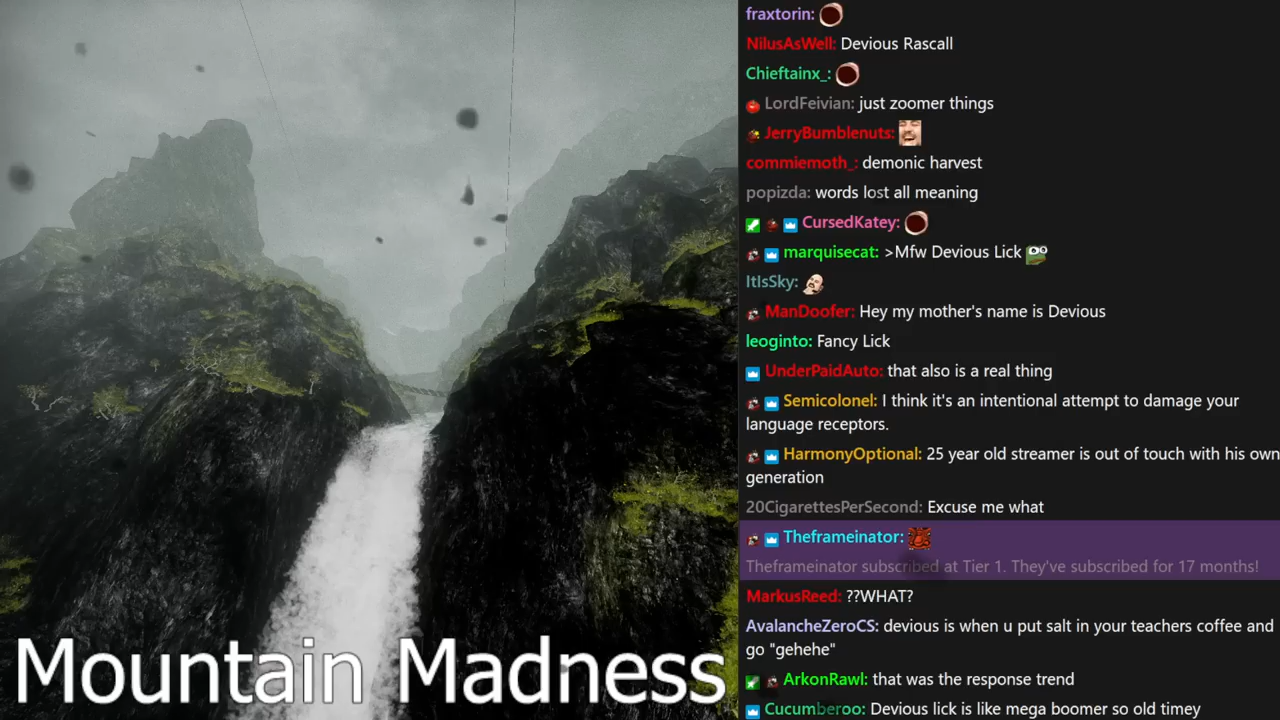 fraxtorin:
NilusAsWell: Devious Rascall
Chieftainx_:
LordFeivian: just zoomer things
JerryBumblenuts:
commiemoth_: demonic harvest
popizda: words lost all meaning
CursedKatey:
marquisecat: >Mfw Devious Lick
ItIsSky:
ManDoofer: Hey my mother's name is Devious
leoginto: Fancy Lick
UnderPaidAuto: that also is a real thing
Semicolonel: I think it's an intentional attempt to damage your
language receptors.
HarmonyOptional: 25 year old streamer is out of touch with his own
generation
20CigarettesPerSecond: Excuse me what
Theframeinator:
Theframeinator subscribed at Tier 1. They've subscribed for 17 months!
MarkusReed: ??WHAT?
AvalancheZeroCS: devious is when u put salt in your teachers coffee and
go "gehehe"
ArkonRawl: that was the response trend
Cucumberoo: Devious lick is like mega boomer so old timey
Mountain Madness